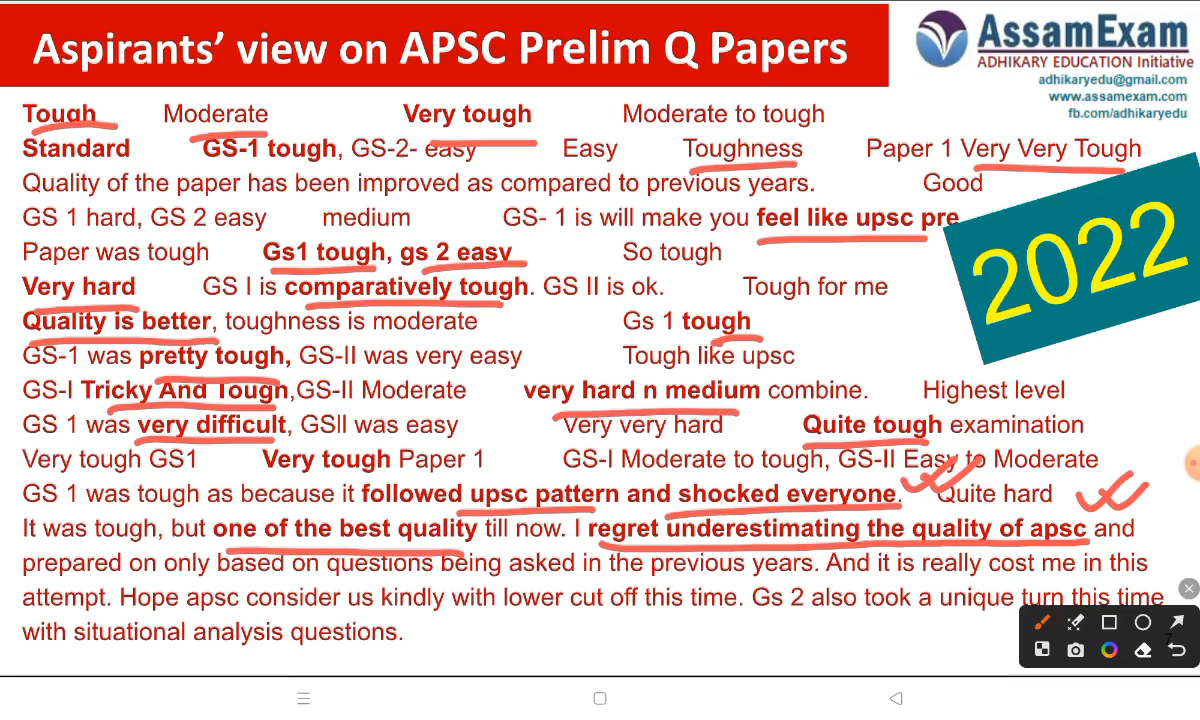 Aspirants' view on APSC Prelim Q Papers
AssamExam
ADHIKARY EDUCATION Initiative
adhikaryedu@gmail.com
www.assamexam.com
fb.com/adhikaryedu
Tough Moderate Very tough Moderate to tough
Standard GS-1 tough, GS-2- easy Easy Toughness Paper 1 Very Very Tough
Quality of the paper has been improved as compared to previous years. Good
GS 1 hard, GS 2 easy medium GS- 1 is will make you feel like upsc pre
2022
Paper was tough Gs1 tough, gs 2 easy So tough
Very hard GS I is comparatively tough. GS II is ok. Tough for me
Quality is better, toughness is moderate Gs 1 tough
GS-1 was pretty tough, GS-II was very easy Tough like upsc
GS-I Tricky And Tough,GS-II Moderate very hard n medium combine. Highest level
GS 1 was very difficult, GSII was easy Very very hard Quite tough examination
Very tough GS1 Very tough Paper 1 GS-I Moderate to tough, GS-II Easy to Moderate
GS 1 was tough as because it followed upsc pattern and shocked everyone. Quite hard
It was tough, but one of the best quality till now. I regret underestimating the quality of apsc and
prepared on only based on questions being asked in the previous years. And it is really cost me in this
attempt. Hope apsc consider us kindly with lower cut off this time. Gs 2 also took a unique turn this time
with situational analysis questions.
7